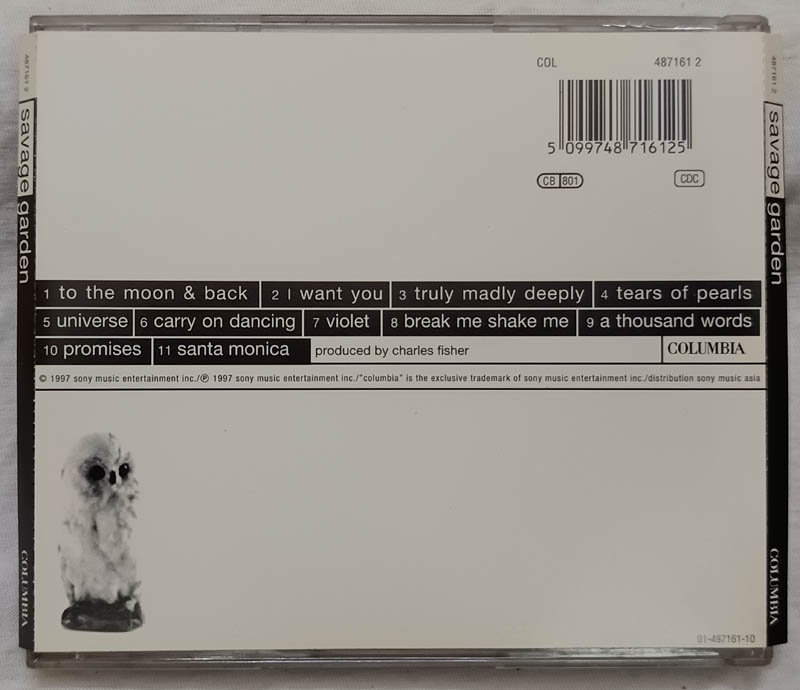 COL 487161 2
5 099748 716125
CB 801 CDC
487161 2
savage garden
COLUMBIA
487161 2
savage garden
COLUMBIA
1 to the moon & back 2 I want you 3 truly madly deeply 4 tears of pearls
5 universe 6 carry on dancing 7 violet 8 break me shake me 9 a thousand words
10 promises 11 santa monica produced by charles fisher COLUMBIA
© 1997 sony music entertainment inc./℗ 1997 sony music entertainment inc./"columbia" is the exclusive trademark of sony music entertainment inc./distribution sony music asia
01-487161-10